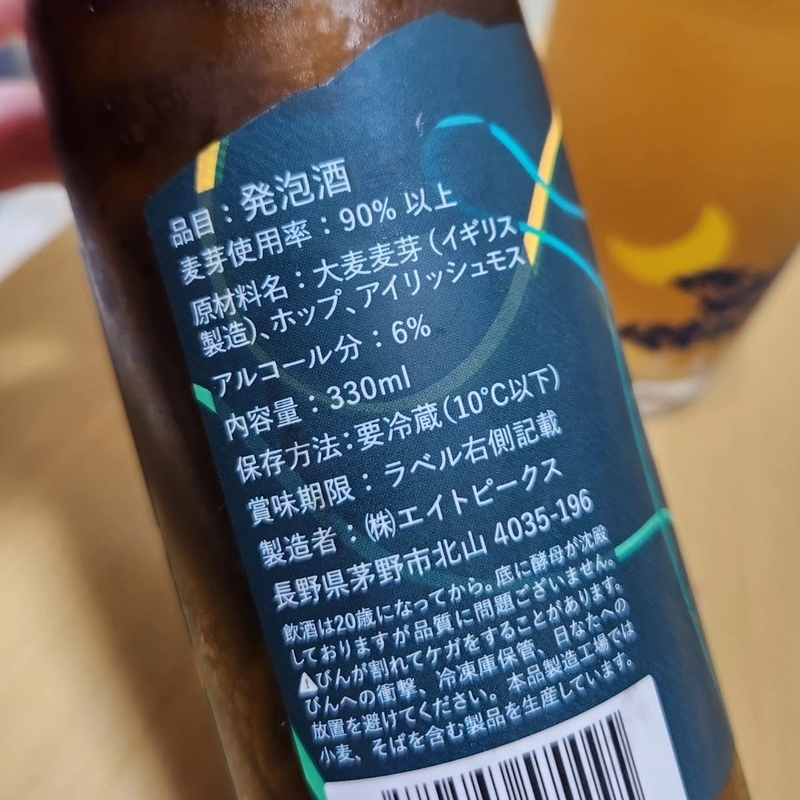 品目：発泡酒
麦芽使用率：90% 以上
原材料名：大麦麦芽（イギリス
製造）、ホップ、アイリッシュモス
アルコール分：6%
内容量：330ml
保存方法：要冷蔵（10°C以下）
賞味期限：ラベル右側記載
製造者：㈱エイトピークス
長野県茅野市北山 4035-196
飲酒は20歳になってから。底に酵母が沈殿
しておりますが品質に問題ございません。
⚠びんが割れてケガをすることがあります。
びんへの衝撃、冷凍庫保管、日なたへの
放置を避けてください。本品製造工場では
小麦、そばを含む製品を生産しています。